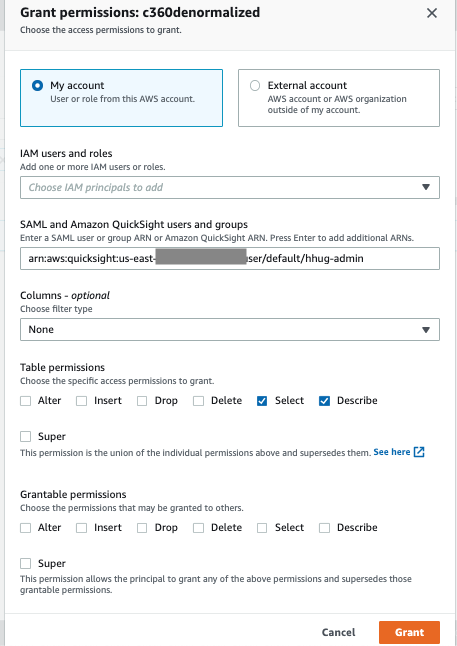 Grant permissions: c360denormalized
Choose the access permissions to grant.
My account
User or role from this AWS account.
External account
AWS account or AWS organization
outside of my account.
IAM users and roles
Add one or more IAM users or roles.
Choose IAM principals to add
SAML and Amazon QuickSight users and groups
Enter a SAML user or group ARN or Amazon QuickSight ARN. Press Enter to add additional ARNs.
arn:aws:quicksight:us-east- user/default/hhug-admin
Columns - optional
Choose filter type
None
Table permissions
Choose the specific access permissions to grant.
Alter Insert Drop Delete Select Describe
Super
This permission is the union of the individual permissions above and supersedes them. See here
Grantable permissions
Choose the permissions that may be granted to others.
Alter Insert Drop Delete Select Describe
Super
This permission allows the principal to grant any of the above permissions and supersedes those
grantable permissions.
Cancel Grant